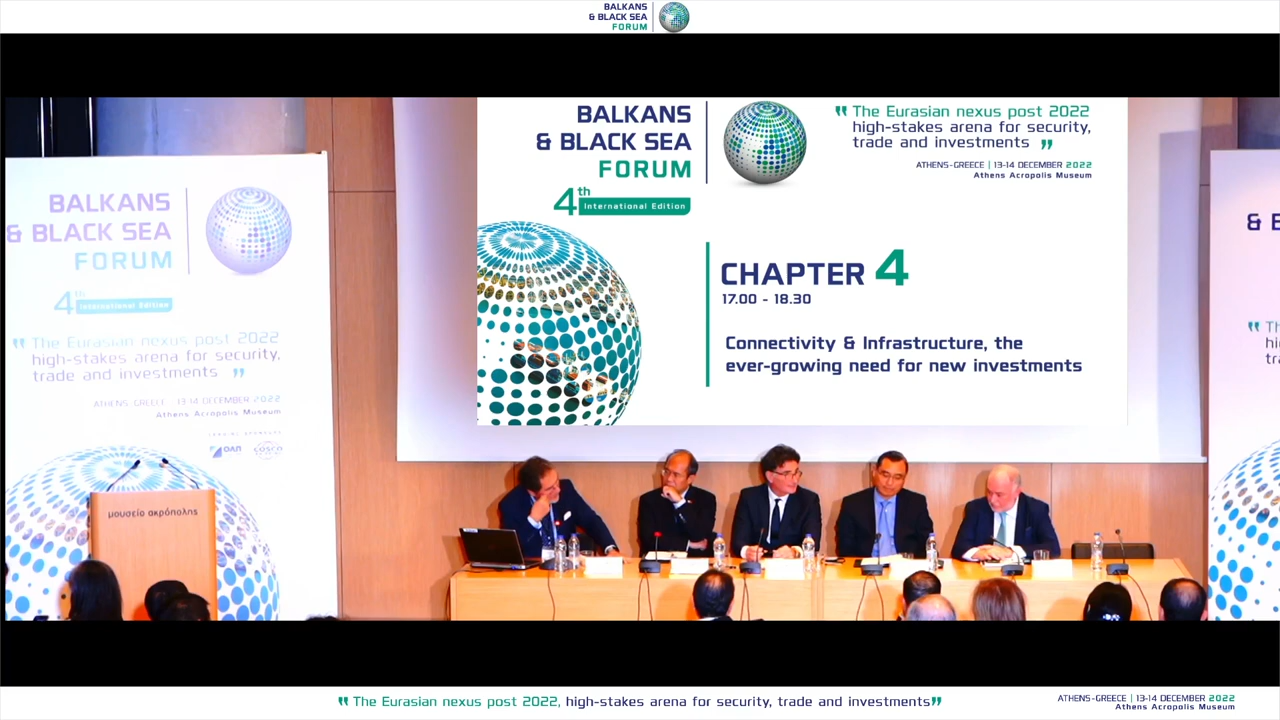 BALKANS
& BLACK SEA
FORUM
BALKANS
& BLACK SEA
FORUM
4th
International Edition
" The Eurasian nexus post 2022
high-stakes arena for security,
trade and investments "
ATHENS-GREECE | 13-14 DECEMBER 2022
Athens Acropolis Museum
CHAPTER 4
17.00 - 18.30
Connectivity & Infrastructure, the
ever-growing need for new investments
BALKANS
& BLACK SEA
FORUM
4th
International Edition
" The Eurasian nexus post 2022
high-stakes arena for security,
trade and investments "
ATHENS-GREECE | 13-14 DECEMBER 2022
Athens Acropolis Museum
ΟΛΠ
COSCO
μουσείο ακρόπολης
& B
" Th
hi
tra
" The Eurasian nexus post 2022, high-stakes arena for security, trade and investments"
ATHENS-GREECE | 13-14 DECEMBER 2022
Athens Acropolis Museum